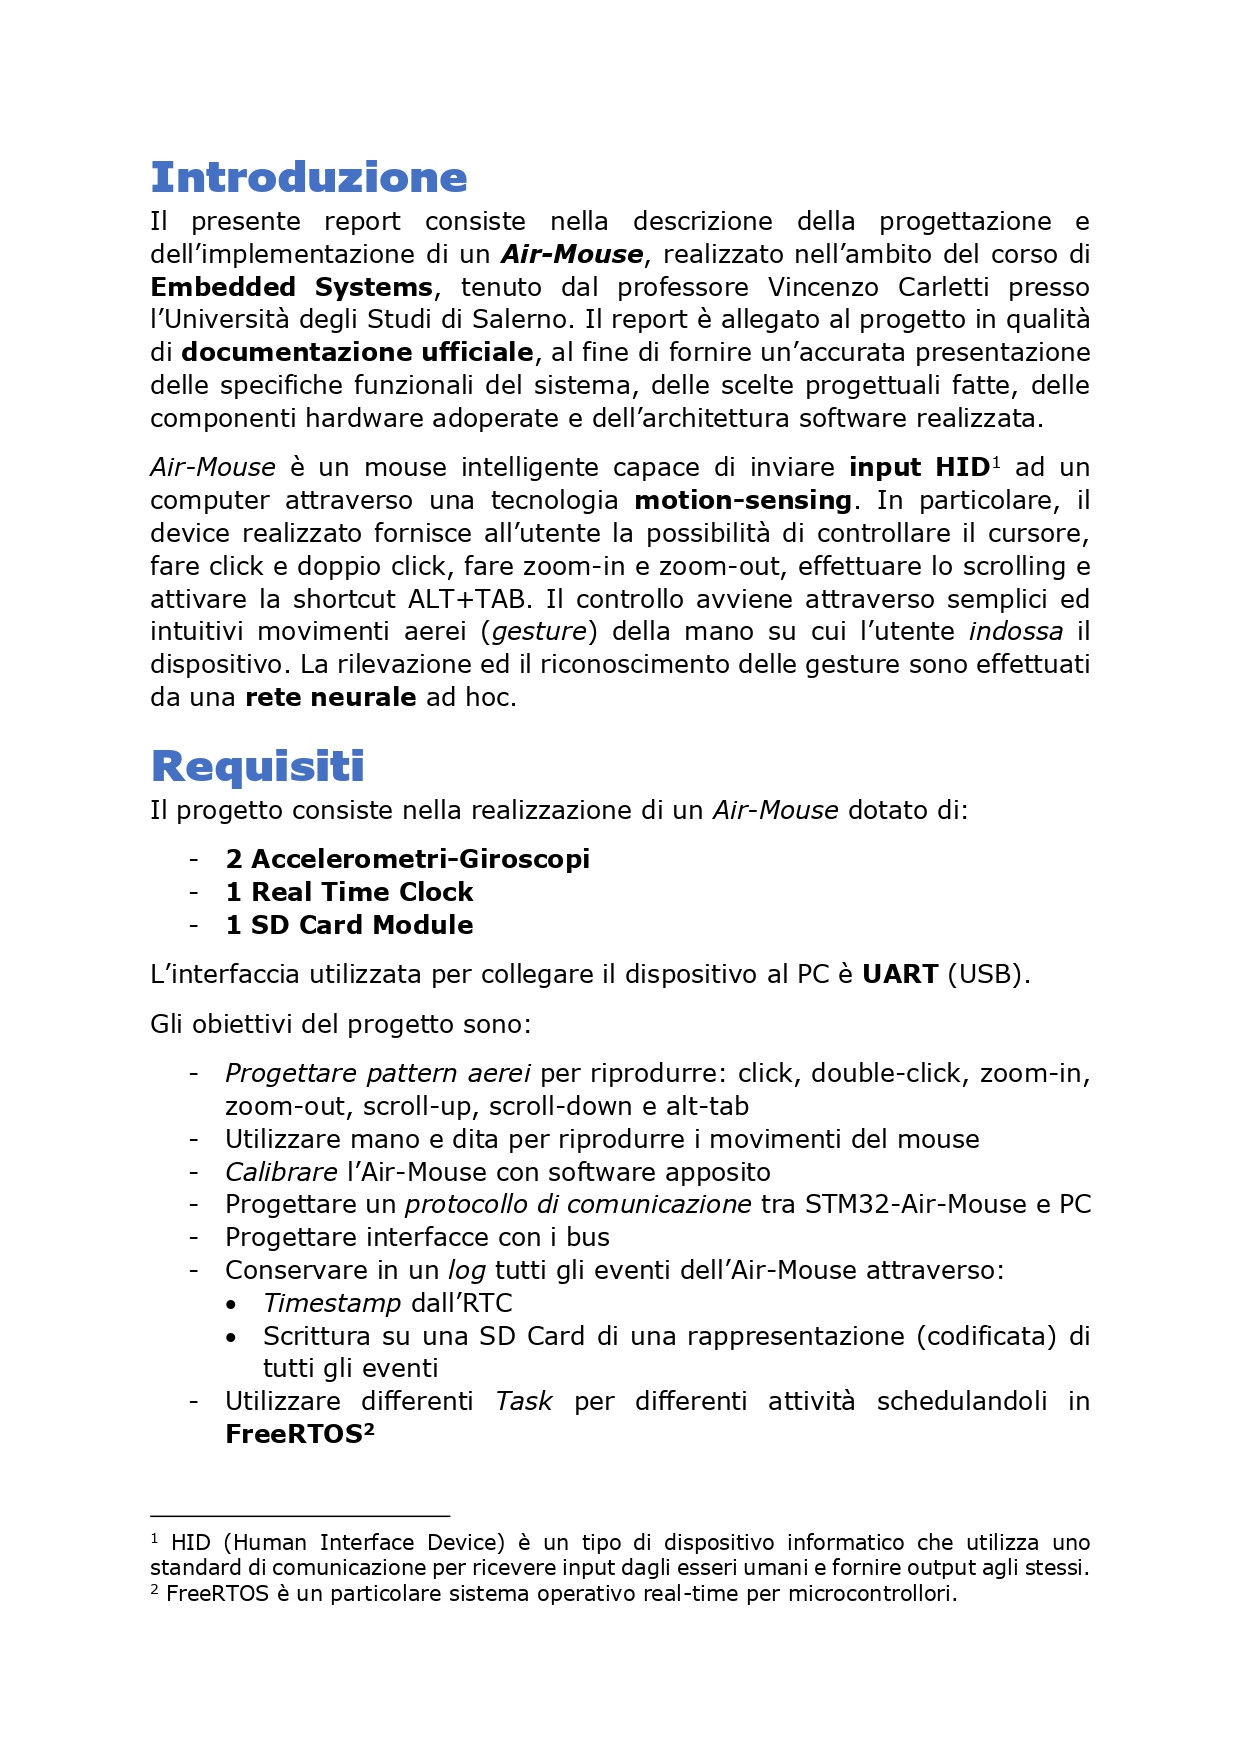 Introduzione
Il presente report consiste nella descrizione della progettazione e
dell’implementazione di un Air-Mouse, realizzato nell’ambito del corso di
Embedded Systems, tenuto dal professore Vincenzo Carletti presso
l’Università degli Studi di Salerno. Il report è allegato al progetto in qualità
di documentazione ufficiale, al fine di fornire un’accurata presentazione
delle specifiche funzionali del sistema, delle scelte progettuali fatte, delle
componenti hardware adoperate e dell’architettura software realizzata.
Air-Mouse è un mouse intelligente capace di inviare input HID¹ ad un
computer attraverso una tecnologia motion-sensing. In particolare, il
device realizzato fornisce all’utente la possibilità di controllare il cursore,
fare click e doppio click, fare zoom-in e zoom-out, effettuare lo scrolling e
attivare la shortcut ALT+TAB. Il controllo avviene attraverso semplici ed
intuitivi movimenti aerei (gesture) della mano su cui l’utente indossa il
dispositivo. La rilevazione ed il riconoscimento delle gesture sono effettuati
da una rete neurale ad hoc.
Requisiti
Il progetto consiste nella realizzazione di un Air-Mouse dotato di:
- 2 Accelerometri-Giroscopi
- 1 Real Time Clock
- 1 SD Card Module
L’interfaccia utilizzata per collegare il dispositivo al PC è UART (USB).
Gli obiettivi del progetto sono:
- Progettare pattern aerei per riprodurre: click, double-click, zoom-in,
zoom-out, scroll-up, scroll-down e alt-tab
- Utilizzare mano e dita per riprodurre i movimenti del mouse
- Calibrare l’Air-Mouse con software apposito
- Progettare un protocollo di comunicazione tra STM32-Air-Mouse e PC
- Progettare interfacce con i bus
- Conservare in un log tutti gli eventi dell’Air-Mouse attraverso:
• Timestamp dall’RTC
• Scrittura su una SD Card di una rappresentazione (codificata) di
tutti gli eventi
- Utilizzare differenti Task per differenti attività schedulandoli in
FreeRTOS²
¹ HID (Human Interface Device) è un tipo di dispositivo informatico che utilizza uno
standard di comunicazione per ricevere input dagli esseri umani e fornire output agli stessi.
² FreeRTOS è un particolare sistema operativo real-time per microcontrollori.